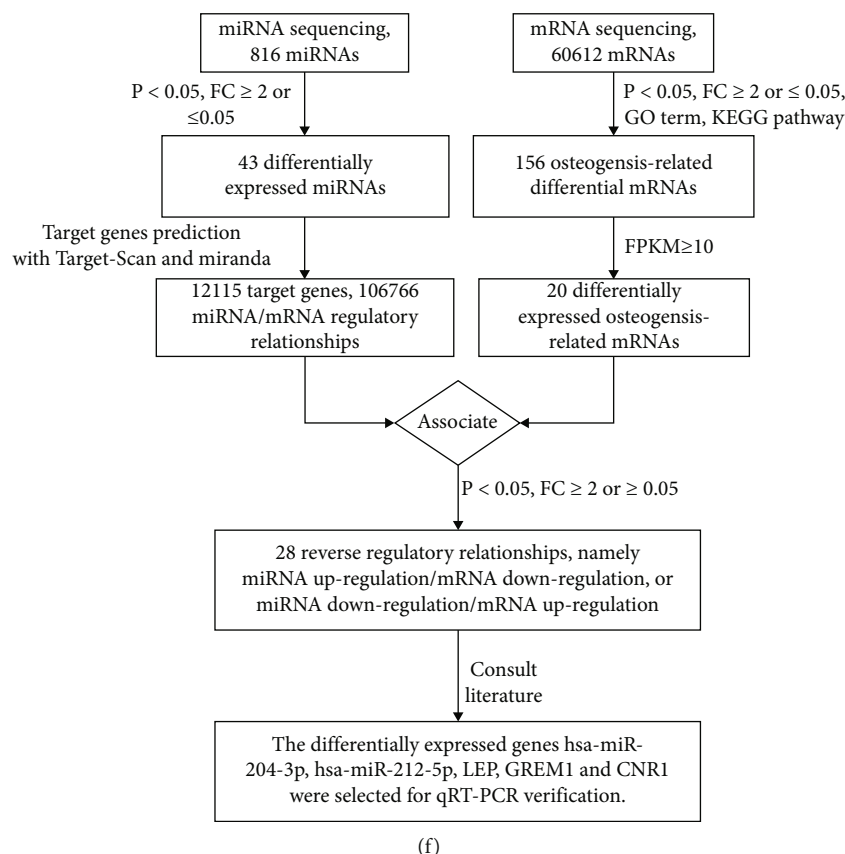 miRNA sequencing,
816 miRNAs
mRNA sequencing,
60612 mRNAs
P < 0.05, FC ≥ 2 or
≤0.05
P < 0.05, FC ≥ 2 or ≤ 0.05,
GO term, KEGG pathway
43 differentially
expressed miRNAs
156 osteogensis-related
differential mRNAs
Target genes prediction
with Target-Scan and miranda
FPKM≥10
12115 target genes, 106766
miRNA/mRNA regulatory
relationships
20 differentially
expressed osteogensis-
related mRNAs
Associate
P < 0.05, FC ≥ 2 or ≥ 0.05
28 reverse regulatory relationships, namely
miRNA up-regulation/mRNA down-regulation, or
miRNA down-regulation/mRNA up-regulation
Consult
literature
The differentially expressed genes hsa-miR-
204-3p, hsa-miR-212-5p, LEP, GREM1 and CNR1
were selected for qRT-PCR verification.
(f)